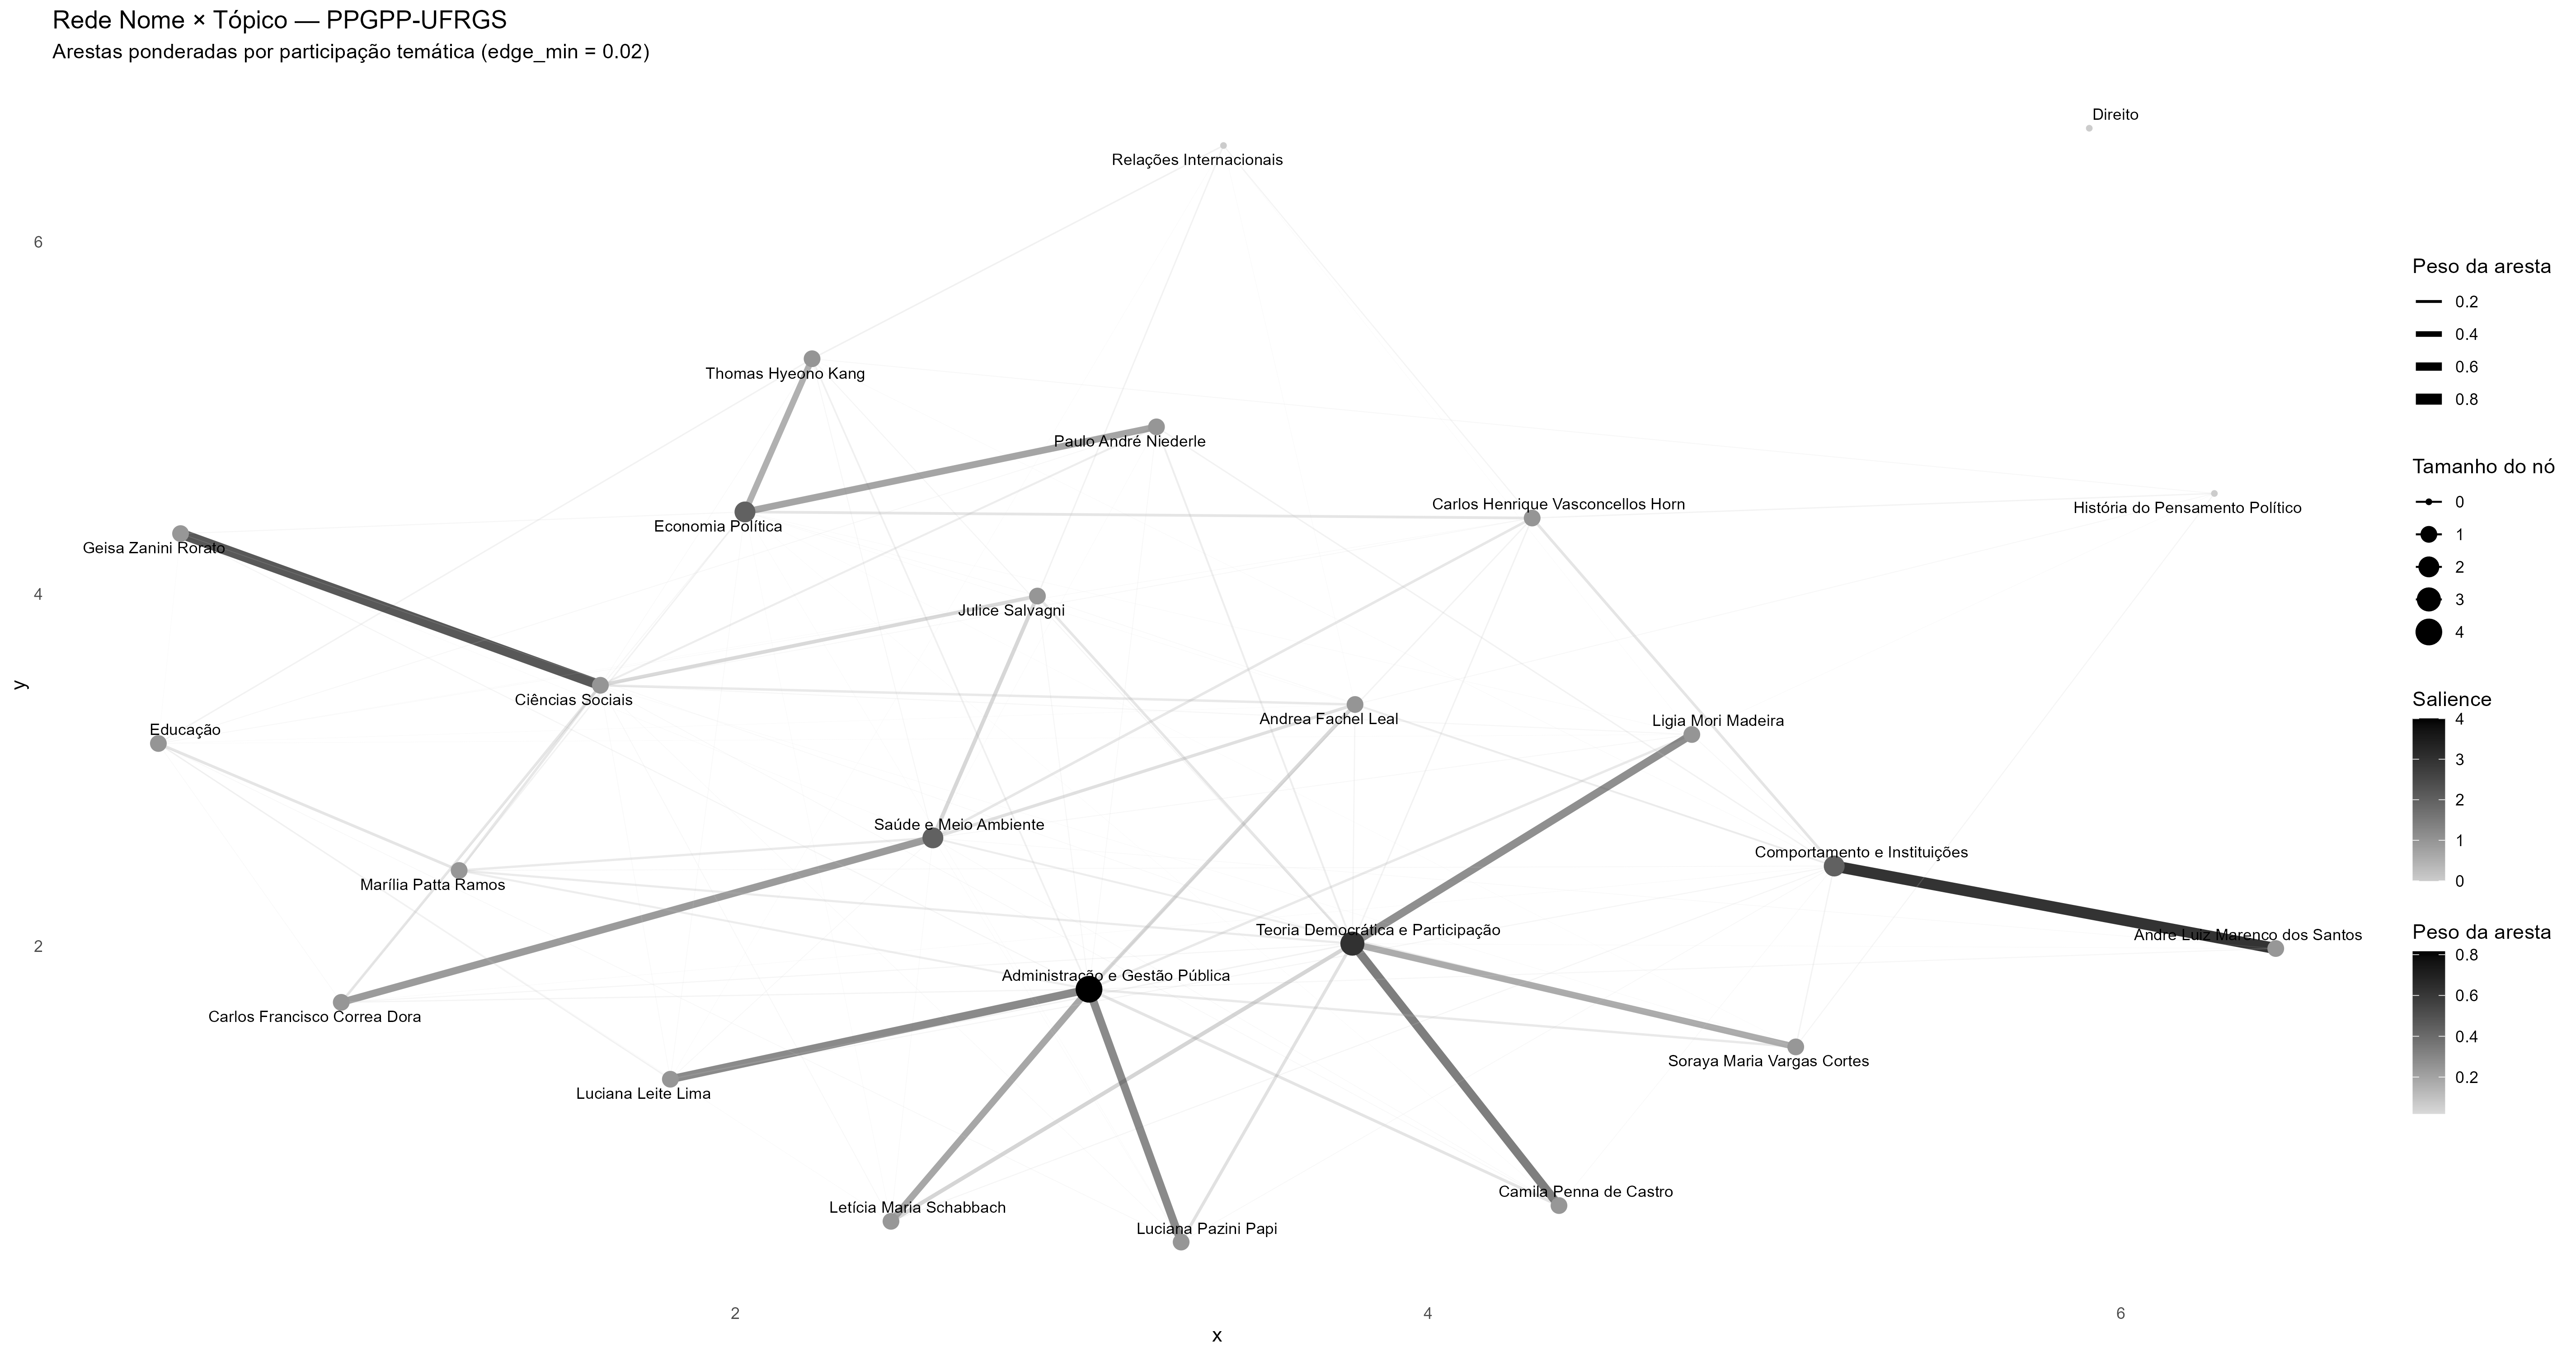 Rede Nome × Tópico — PPGPP-UFRGS
Arestas ponderadas por participação temática (edge_min = 0.02)
Direito
Relações Internacionais
Thomas Hyeono Kang
Paulo André Niederle
Carlos Henrique Vasconcellos Horn
História do Pensamento Político
Economia Política
Geisa Zanini Rorato
Julice Salvagni
Ciências Sociais
Andrea Fachel Leal
Ligia Mori Madeira
Educação
Saúde e Meio Ambiente
Comportamento e Instituições
Marília Patta Ramos
Teoria Democrática e Participação
Andre Luiz Marenco dos Santos
Administração e Gestão Pública
Carlos Francisco Correa Dora
Soraya Maria Vargas Cortes
Luciana Leite Lima
Camila Penna de Castro
Letícia Maria Schabbach
Luciana Pazini Papi
6
4
2
y
2
4
6
x
Peso da aresta
0.2
0.4
0.6
0.8
Tamanho do nó
0
1
2
3
4
Salience
4
3
2
1
0
Peso da aresta
0.8
0.6
0.4
0.2